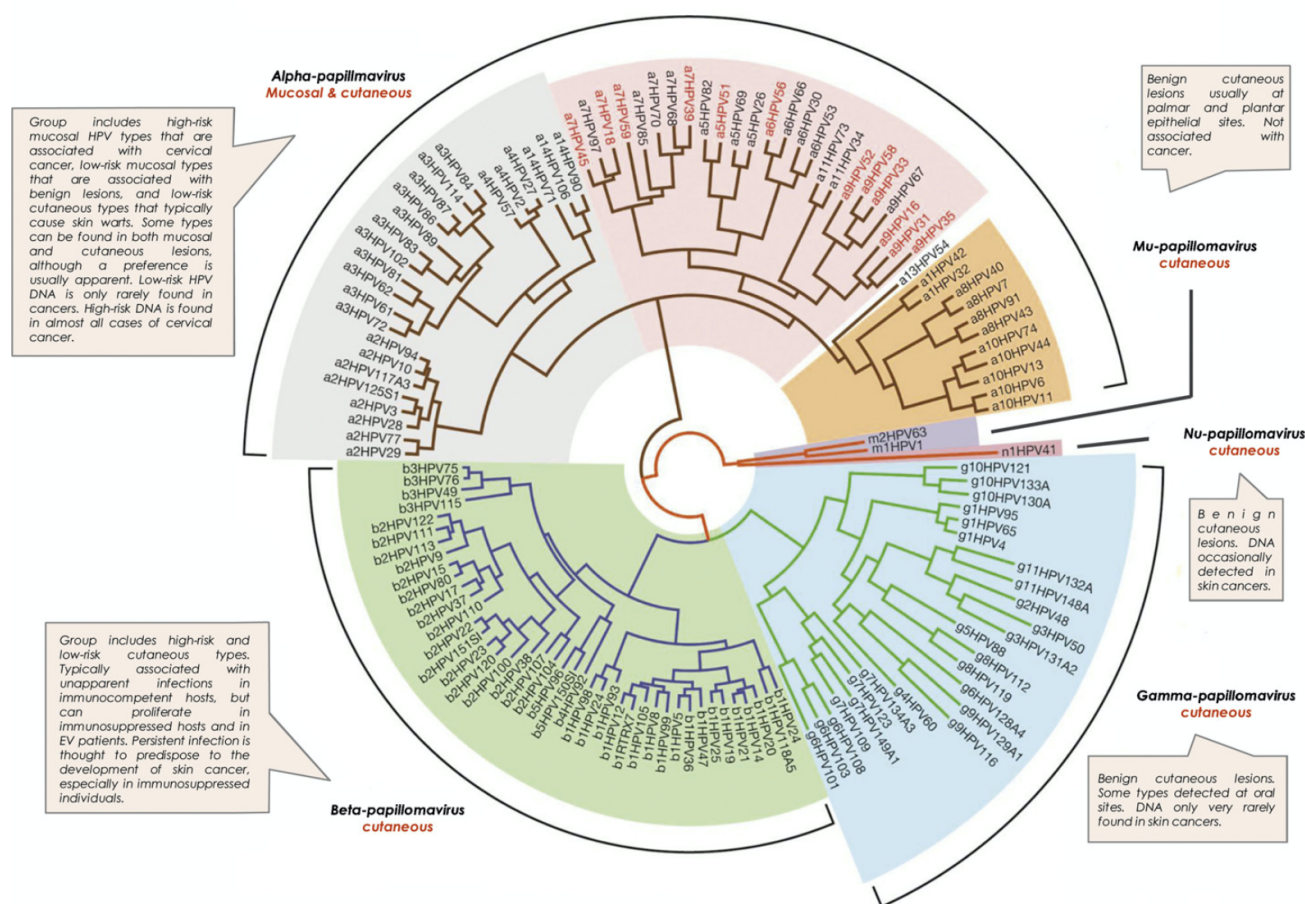 Alpha-papillmavirus
Mucosal & cutaneous
Group includes high-risk
mucosal HPV types that are
associated with cervical
cancer, low-risk mucosal types
that are associated with
benign lesions, and low-risk
cutaneous types that typically
cause skin warts. Some types
can be found in both mucosal
and cutaneous lesions,
although a preference is
usually apparent. Low-risk HPV
DNA is only rarely found in
cancers. High-risk DNA is found
in almost all cases of cervical
cancer.
Benign cutaneous
lesions usually at
palmar and plantar
epithelial sites. Not
associated with
cancer.
Mu-papillomavirus
cutaneous
Nu-papillomavirus
cutaneous
Benign
cutaneous
lesions. DNA
occasionally
detected in
skin cancers.
Gamma-papillomavirus
cutaneous
Benign cutaneous lesions.
Some types detected at oral
sites. DNA only very rarely
found in skin cancers.
Group includes high-risk and
low-risk cutaneous types.
Typically associated with
unapparent infections in
immunocompetent hosts, but
can proliferate in
immunosuppressed hosts and in
EV patients. Persistent infection is
thought to predispose to the
development of skin cancer,
especially in immunosuppressed
individuals.
Beta-papillomavirus
cutaneous
a2HPV29
a2HPV77
a2HPV28
a2HPV3
a2HPV125S1
a2HPV117A3
a2HPV10
a2HPV94
a3HPV72
a3HPV61
a3HPV62
a3HPV81
a3HPV102
a3HPV83
a3HPV89
a3HPV86
a3HPV87
a3HPV114
a3HPV84
a4HPV57
a4HPV2
a4HPV27
a14HPV71
a14HPV106
a14HPV90
a7HPV45
a7HPV97
a7HPV18
a7HPV59
a7HPV85
a7HPV70
a7HPV68
a7HPV39
a5HPV82
a5HPV51
a5HPV69
a5HPV26
a6HPV56
a6HPV66
a6HPV30
a6HPV53
a11HPV73
a11HPV34
a9HPV52
a9HPV58
a9HPV33
a9HPV67
a9HPV16
a9HPV31
a9HPV35
a13HPV54
a1HPV42
a1HPV32
a8HPV40
a8HPV7
a8HPV91
a8HPV43
a10HPV74
a10HPV44
a10HPV13
a10HPV6
a10HPV11
m2HPV63
m1HPV1
n1HPV41
g10HPV121
g10HPV133A
g10HPV130A
g1HPV95
g1HPV65
g1HPV4
g11HPV132A
g11HPV148A
g2HPV48
g3HPV50
g3HPV131A2
g5HPV88
g8HPV112
g8HPV119
g6HPV128A4
g9HPV129A1
g9HPV116
g4HPV60
g7HPV134A3
g7HPV149A1
g7HPV123
g7HPV109
g6HPV108
g6HPV103
g6HPV101
b1HPV24
b1HPV118A5
b1HPV20
b1HPV14
b1HPV21
b1HPV19
b1HPV25
b1HPV47
b1HPV36
b1HPV5
b1HPV99
b1HPV8
b1HPV105
b1RTRX7
b1HPV12
b1HPV93
b1HPV24
b1HPV98
b4HPV92
b5HPV150SI
b5HPV96
b2HPV104
b2HPV107
b2HPV38
b2HPV100
b2HPV120
b2HPV23
b2HPV151SI
b2HPV22
b2HPV110
b2HPV37
b2HPV17
b2HPV80
b2HPV15
b2HPV9
b2HPV113
b2HPV111
b2HPV122
b3HPV115
b3HPV49
b3HPV76
b3HPV75